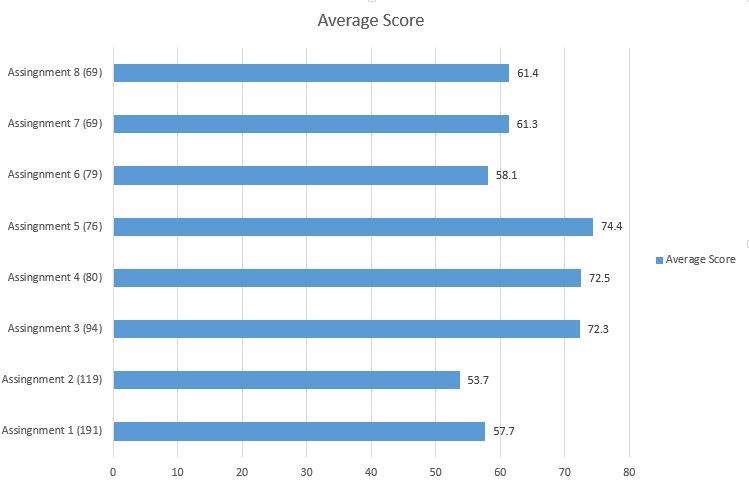 Average Score
Assingnment 8 (69)
61.4
Assingnment 7 (69)
61.3
Assingnment 6 (79)
58.1
Assingnment 5 (76)
74.4
Assingnment 4 (80)
72.5
Average Score
Assingnment 3 (94)
72.3
Assingnment 2 (119)
53.7
Assingnment 1 (191)
57.7
0 10 20 30 40 50 60 70 80